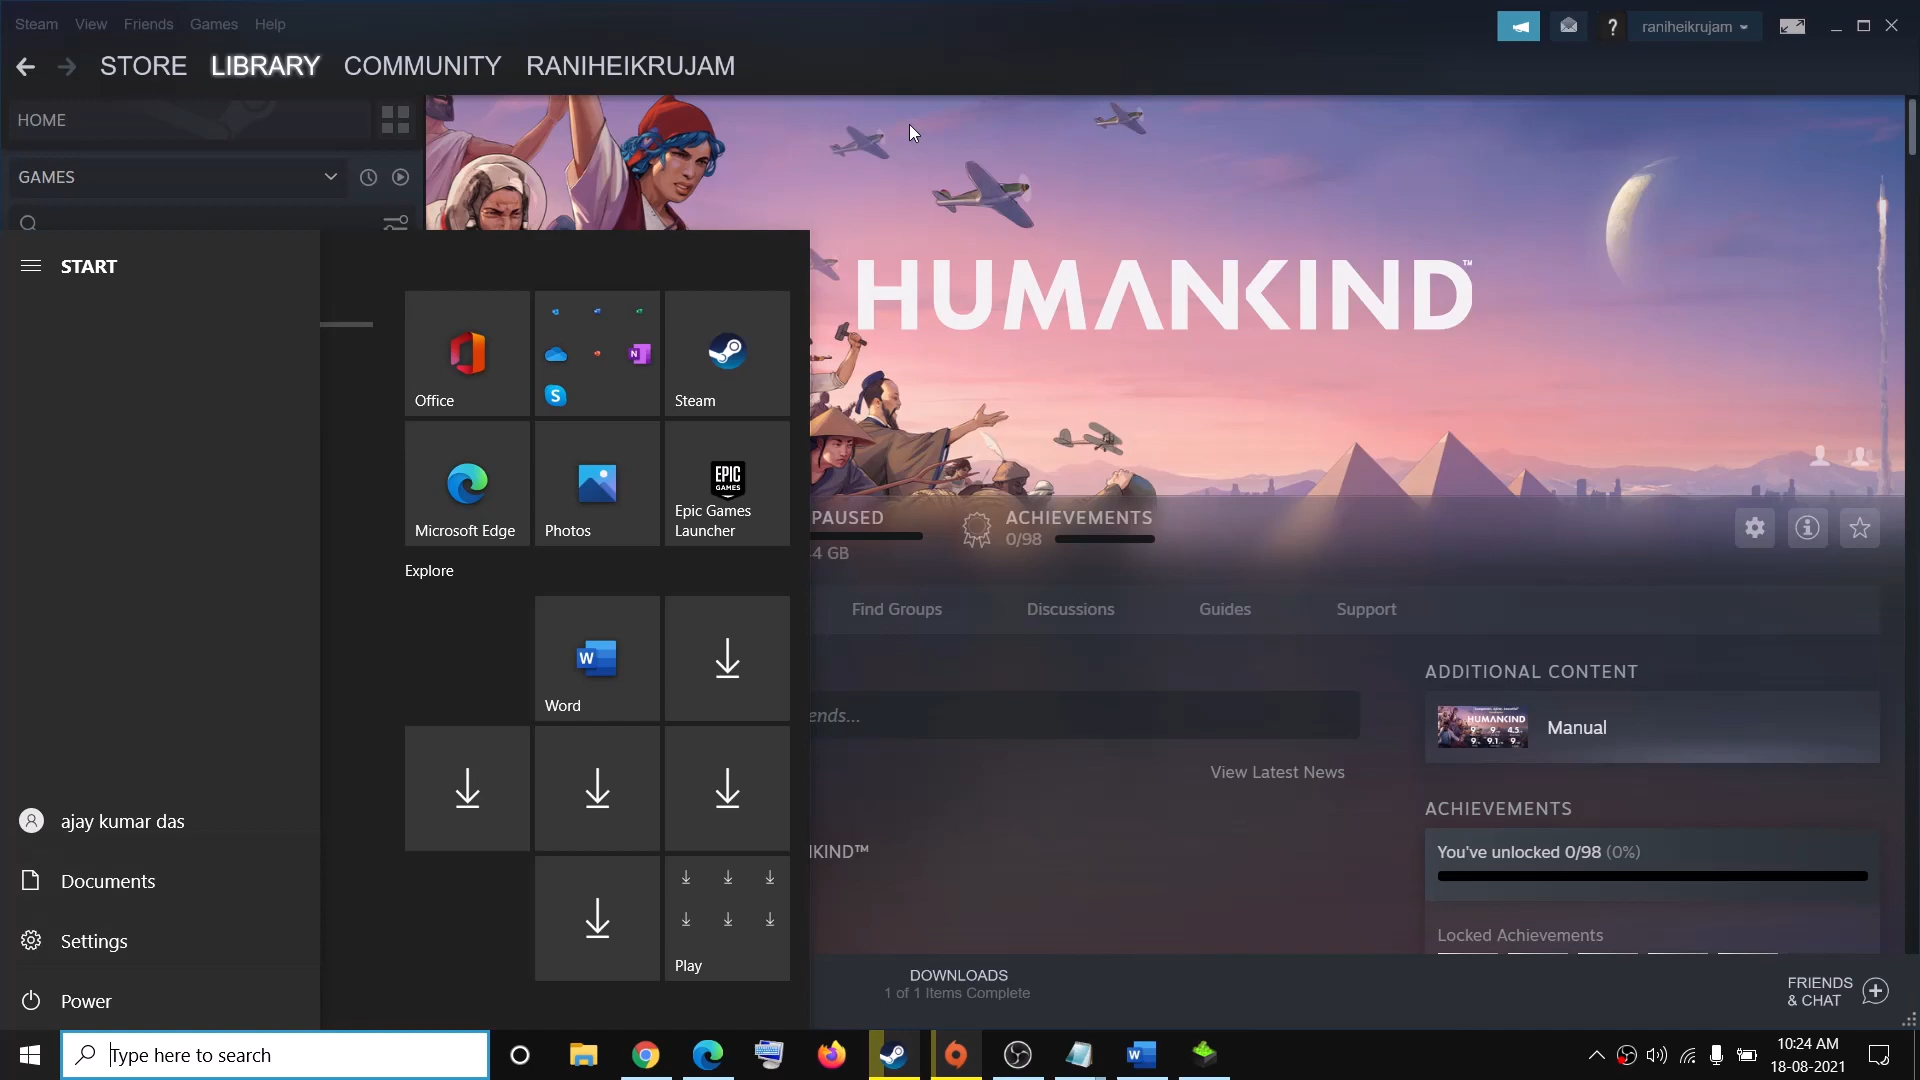 Steam View Friends Games Help
raniheikrujam
STORE LIBRARY COMMUNITY RANIHEIKRUJAM
HOME
GAMES
START
HUMANKIND™
Office
Steam
Microsoft Edge
Photos
EPIC GAMES
Epic Games
Launcher
Explore
Word
Play
ajay kumar das
Documents
Settings
Power
PAUSED
4 GB
ACHIEVEMENTS
0/98
Find Groups Discussions Guides Support
ends...
View Latest News
KIND™
ADDITIONAL CONTENT
HUMANKIND
Manual
ACHIEVEMENTS
You've unlocked 0/98 (0%)
Locked Achievements
DOWNLOADS
1 of 1 Items Complete
FRIENDS
& CHAT
Type here to search
10:24 AM
18-08-2021